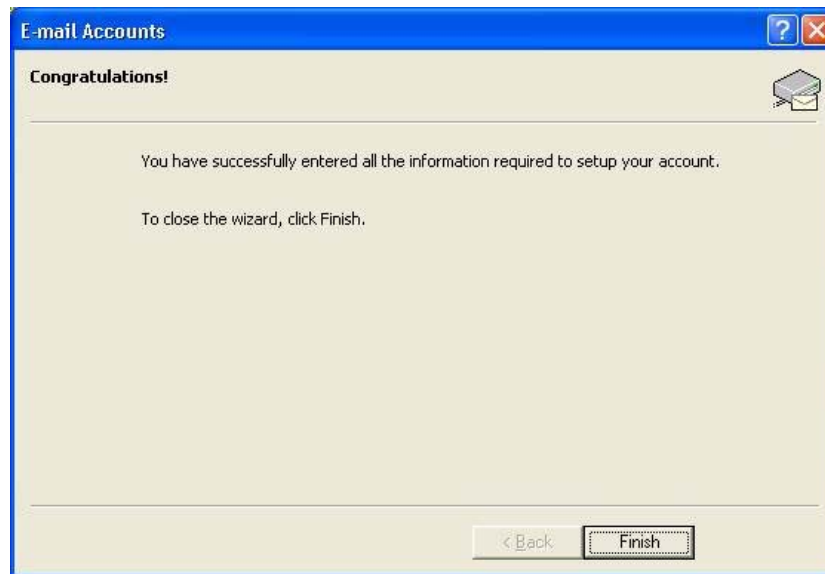 E-mail Accounts
Congratulations!
You have successfully entered all the information required to setup your account.
To close the wizard, click Finish.
< Back
Finish